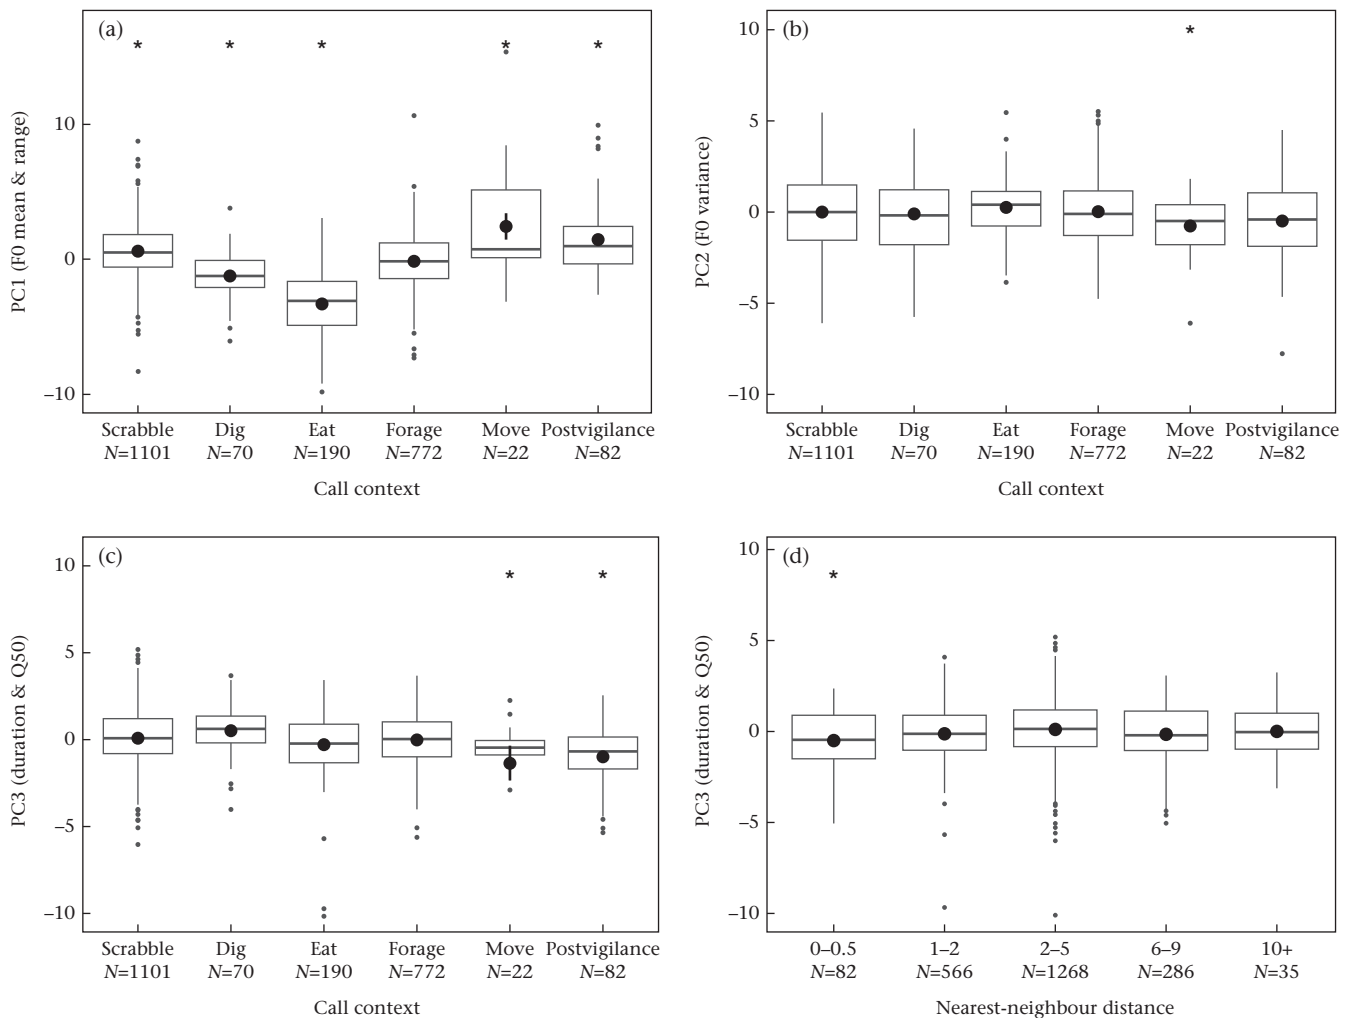 (a)
* * * * *
PC1 (F0 mean & range)
10
0
–10
Scrabble Dig Eat Forage Move Postvigilance
N=1101 N=70 N=190 N=772 N=22 N=82
Call context
(b)
*
PC2 (F0 variance)
10
5
0
–5
–10
Scrabble Dig Eat Forage Move Postvigilance
N=1101 N=70 N=190 N=772 N=22 N=82
Call context
(c)
* *
PC3 (duration & Q50)
10
5
0
–5
–10
Scrabble Dig Eat Forage Move Postvigilance
N=1101 N=70 N=190 N=772 N=22 N=82
Call context
(d)
*
PC3 (duration & Q50)
10
5
0
–5
–10
0–0.5 1–2 2–5 6–9 10+
N=82 N=566 N=1268 N=286 N=35
Nearest-neighbour distance